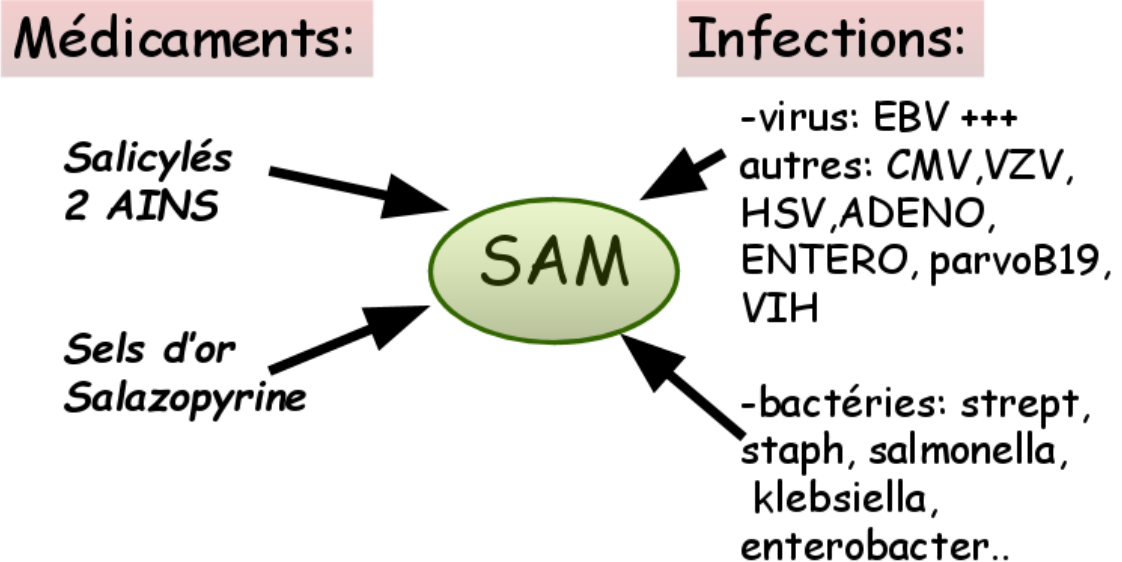 Médicaments:
Salicylés
2 AINS
Sels d'or
Salazopyrine
SAM
Infections:
-virus: EBV +++
autres: CMV,VZV,
HSV,ADENO,
ENTERO, parvoB19,
VIH
-bactéries: strept,
staph, salmonella,
klebsiella,
enterobacter..